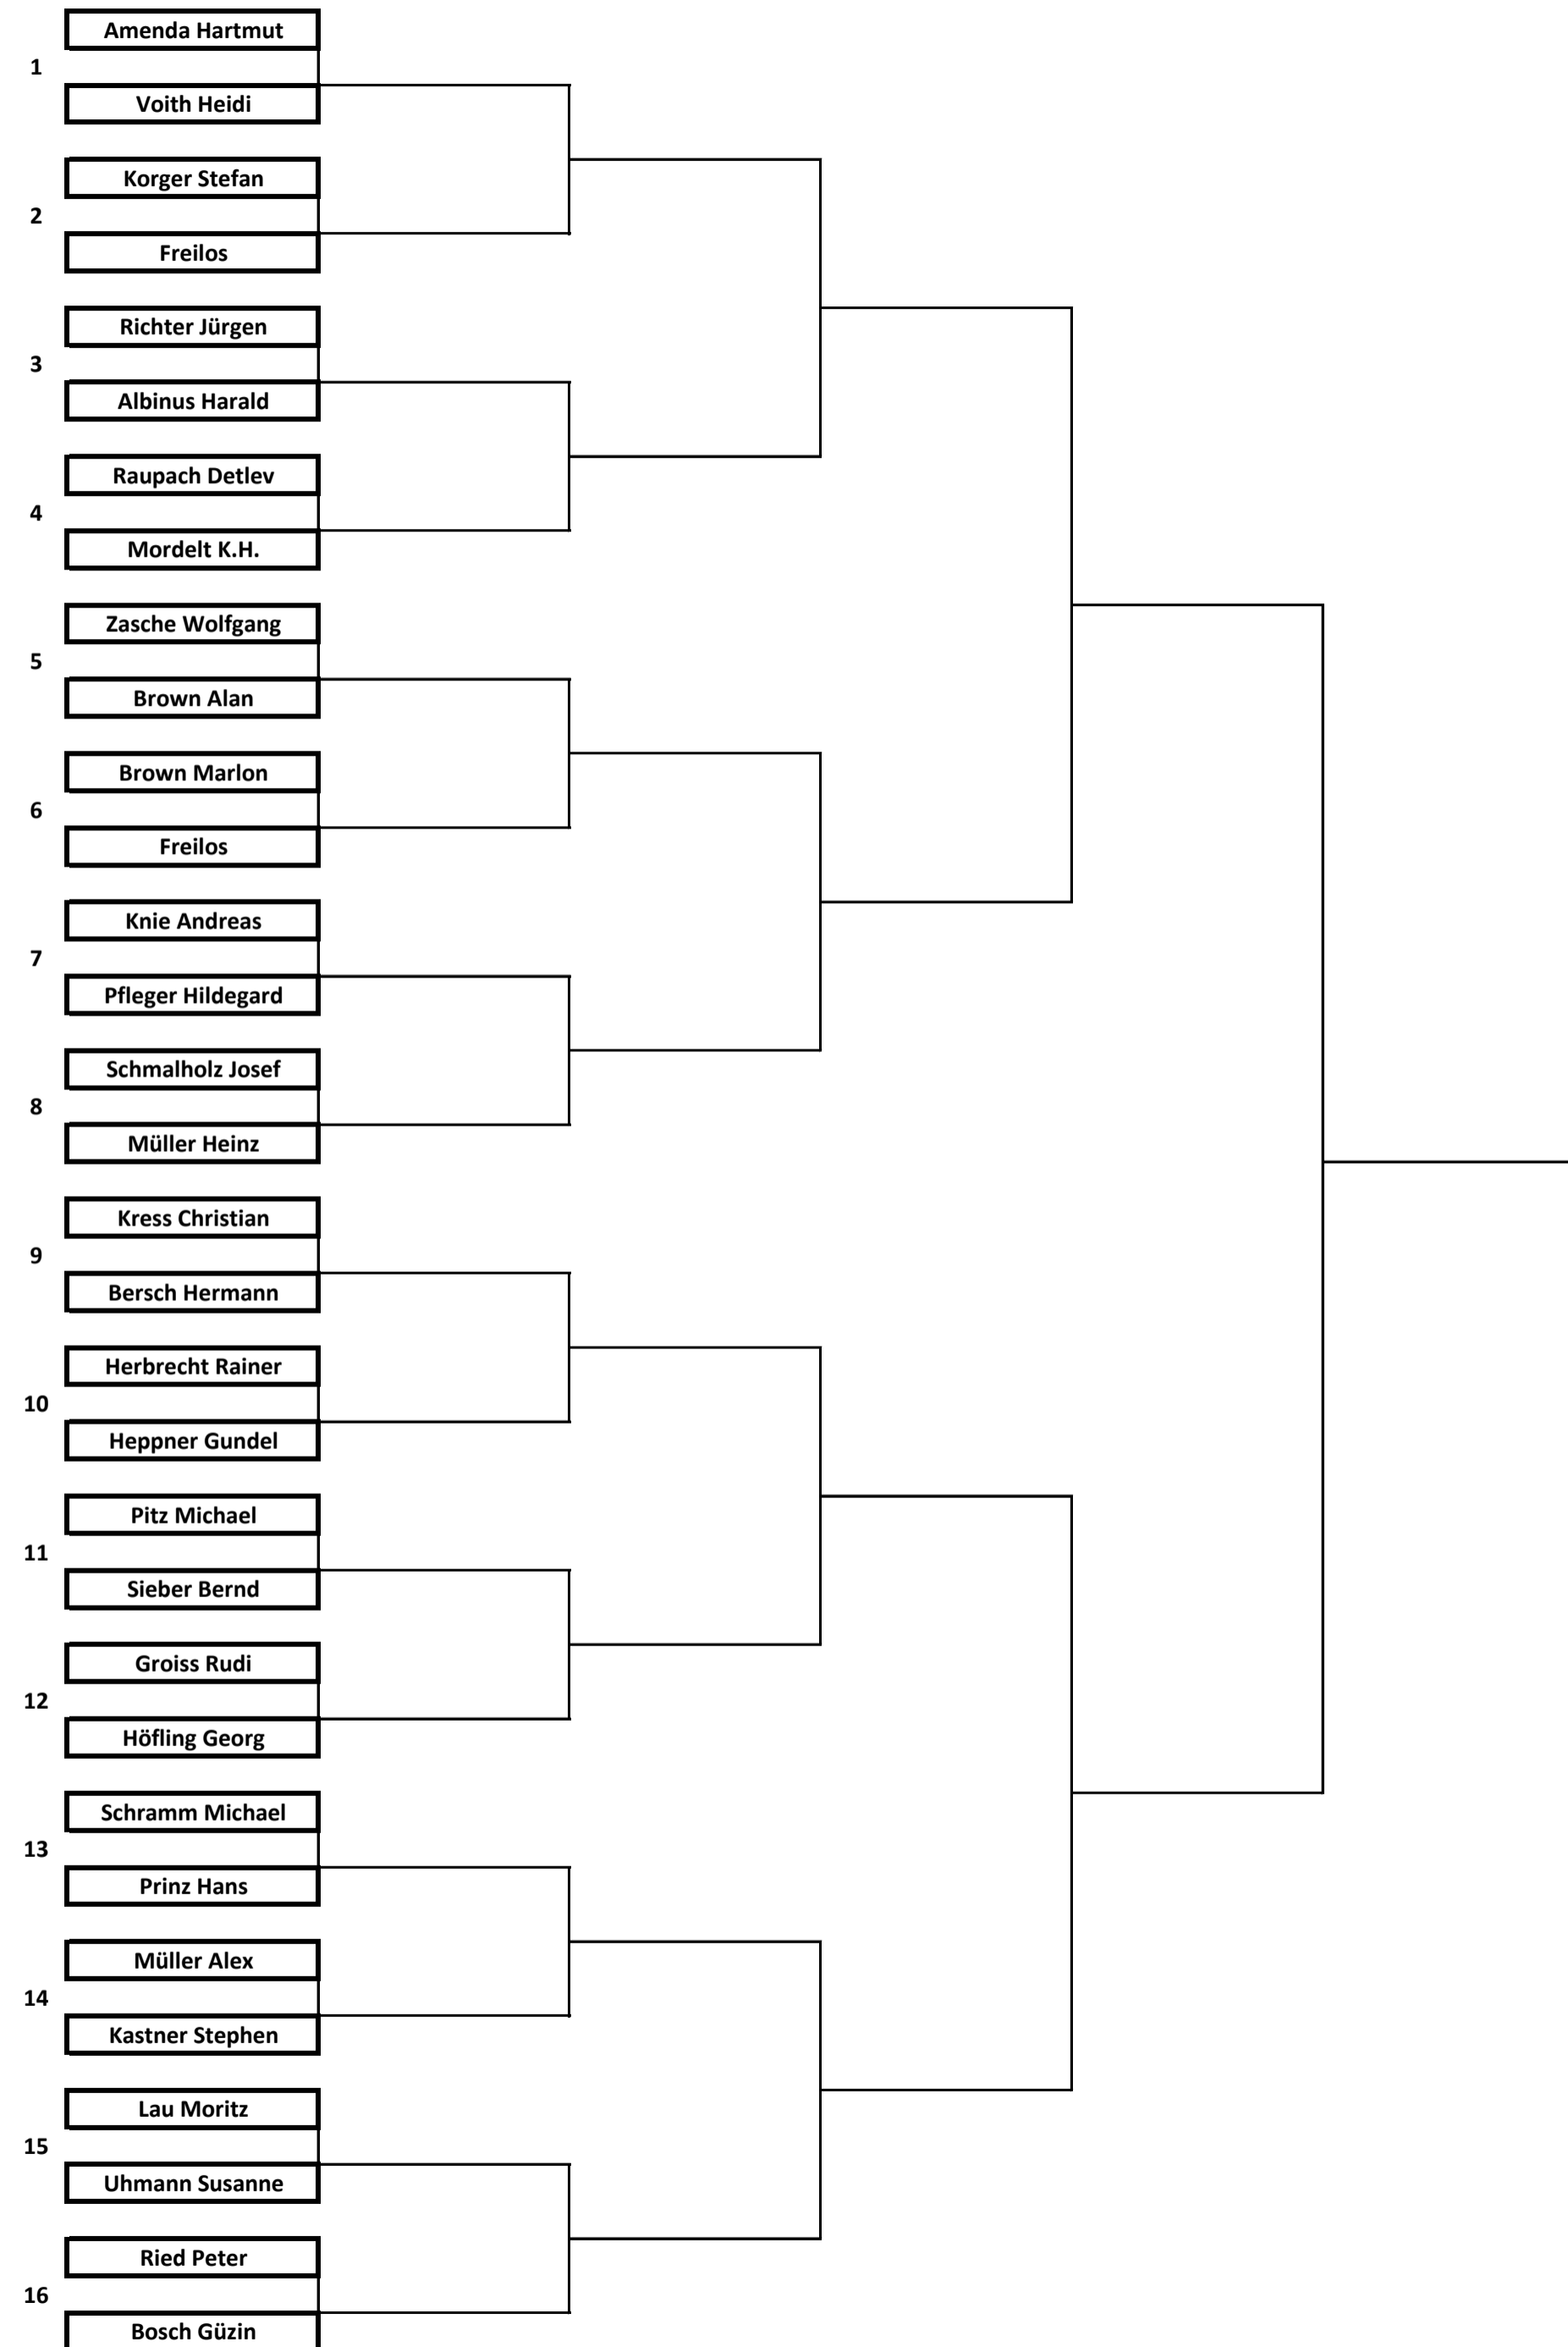 Amenda Hartmut
1
Voith Heidi
Korger Stefan
2
Freilos
Richter Jürgen
3
Albinus Harald
Raupach Detlev
4
Mordelt K.H.
Zasche Wolfgang
5
Brown Alan
Brown Marlon
6
Freilos
Knie Andreas
7
Pfleger Hildegard
Schmalholz Josef
8
Müller Heinz
Kress Christian
9
Bersch Hermann
Herbrecht Rainer
10
Heppner Gundel
Pitz Michael
11
Sieber Bernd
Groiss Rudi
12
Höfling Georg
Schramm Michael
13
Prinz Hans
Müller Alex
14
Kastner Stephen
Lau Moritz
15
Uhmann Susanne
Ried Peter
16
Bosch Güzin